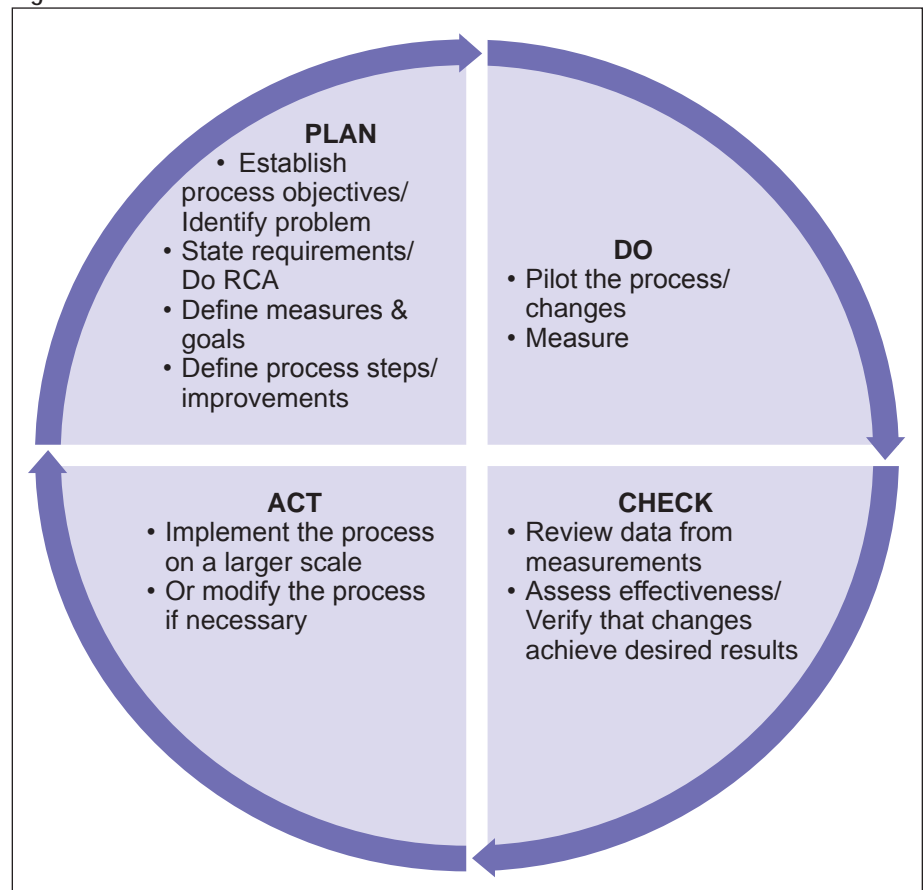 PLAN
• Establish
process objectives/
Identify problem
• State requirements/
Do RCA
• Define measures &
goals
• Define process steps/
improvements
DO
• Pilot the process/
changes
• Measure
ACT
• Implement the process
on a larger scale
• Or modify the process
if necessary
CHECK
• Review data from
measurements
• Assess effectiveness/
Verify that changes
achieve desired results